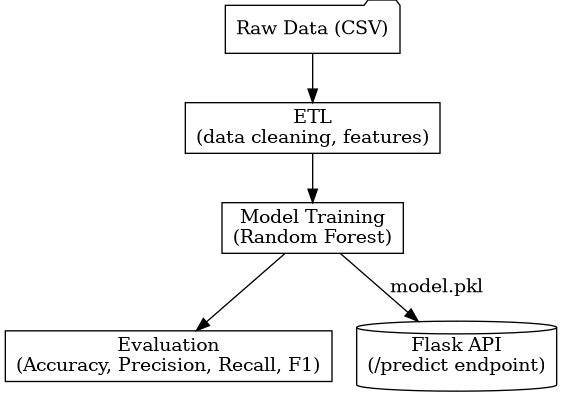 Raw Data (CSV)
ETL
(data cleaning, features)
Model Training
(Random Forest)
model.pkl
Evaluation
(Accuracy, Precision, Recall, F1)
Flask API
(/predict endpoint)